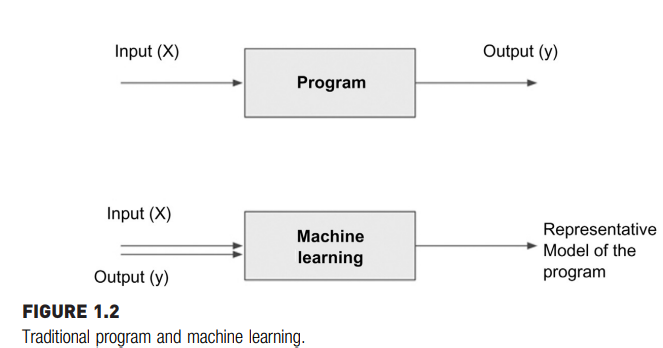 Input (X)
Output (y)
Program
Input (X)
Output (y)
Machine
learning
Representative
Model of the
program
FIGURE 1.2
Traditional program and machine learning.